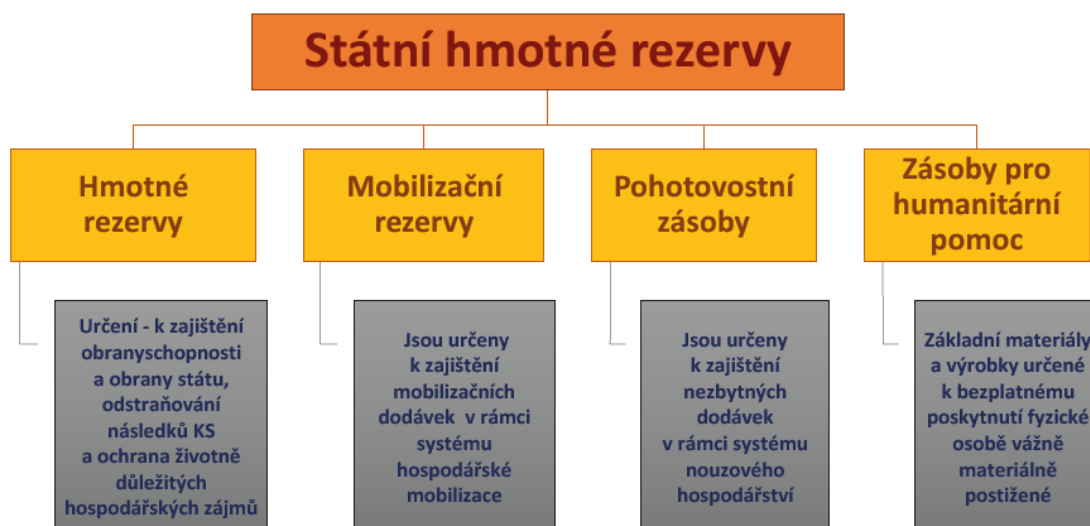 Státní hmotné rezervy
Hmotné
rezervy
Mobilizační
rezervy
Pohotovostní
zásoby
Zásoby pro
humanitární
pomoc
Určení - k zajištění
obranyschopnosti
a obrany státu,
odstraňování
následků KS
a ochrana životně
důležitých
hospodářských zájmů
Jsou určeny
k zajištění
mobilizačních
dodávek v rámci
systému
hospodářské
mobilizace
Jsou určeny
k zajištění
nezbytných
dodávek
v rámci systému
nouzového
hospodářství
Základní materiály
a výrobky určené
k bezplatnému
poskytnutí fyzické
osobě vážně
materiálně
postižené